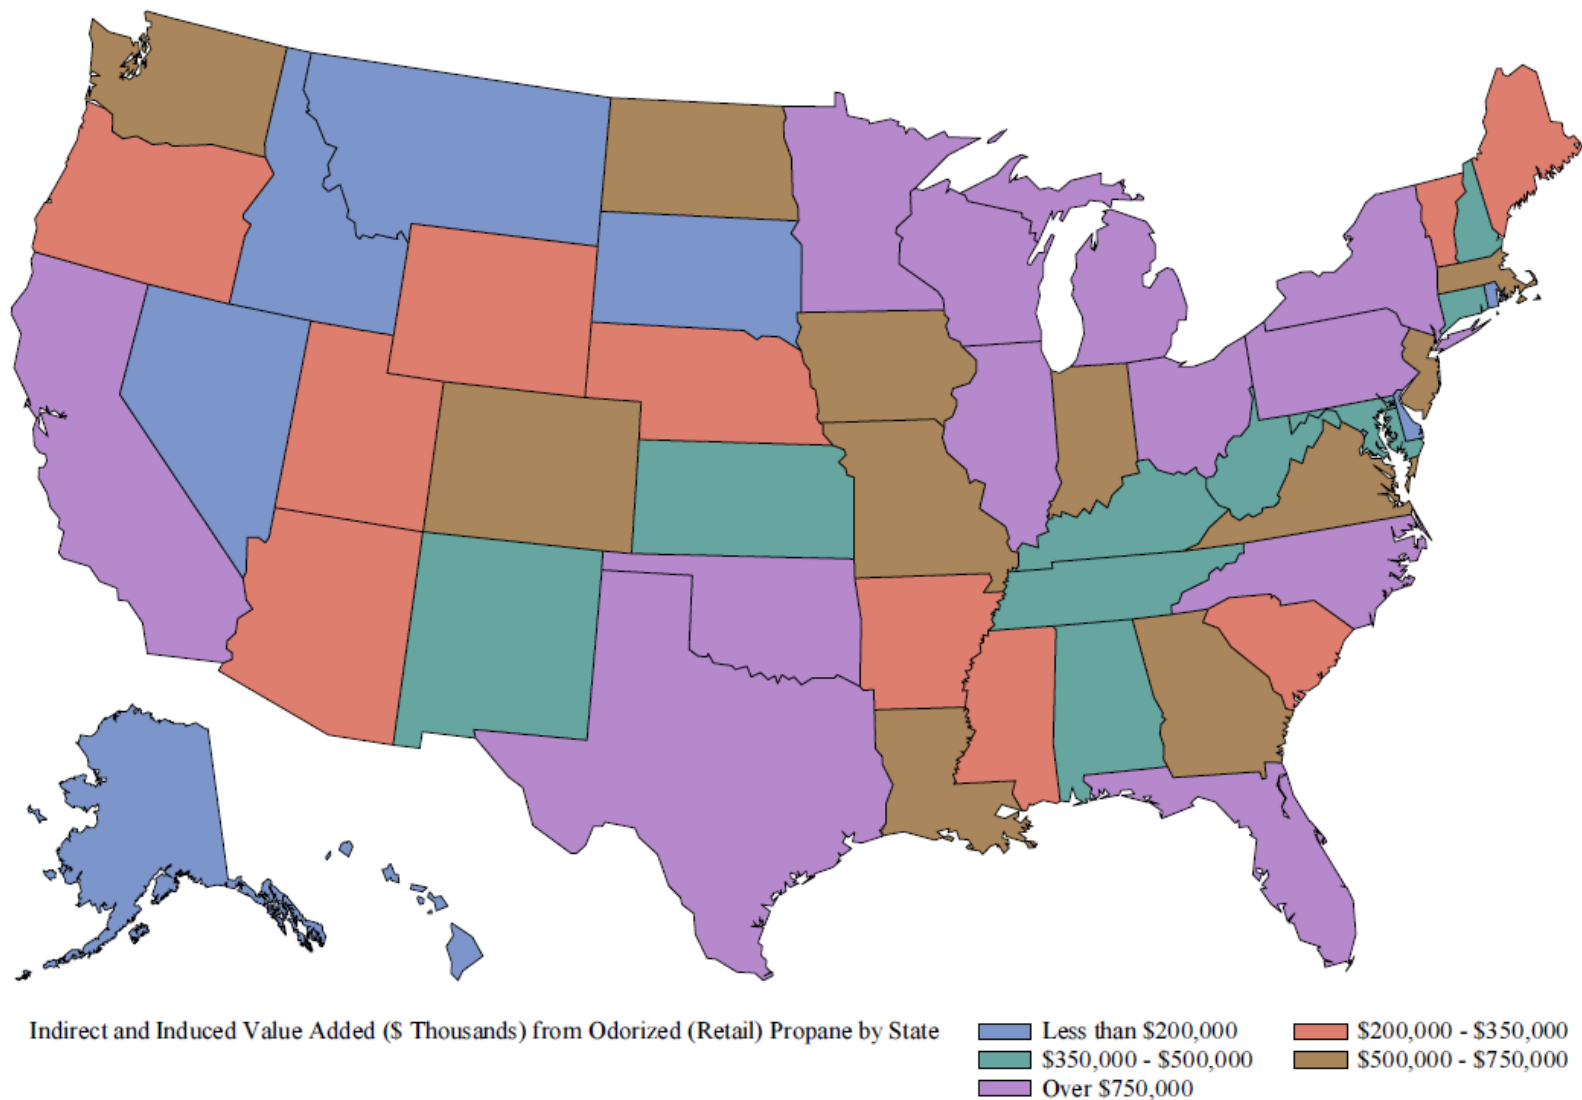 Indirect and Induced Value Added ($ Thousands) from Odorized (Retail) Propane by State
Less than $200,000
$200,000 - $350,000
$350,000 - $500,000
$500,000 - $750,000
Over $750,000